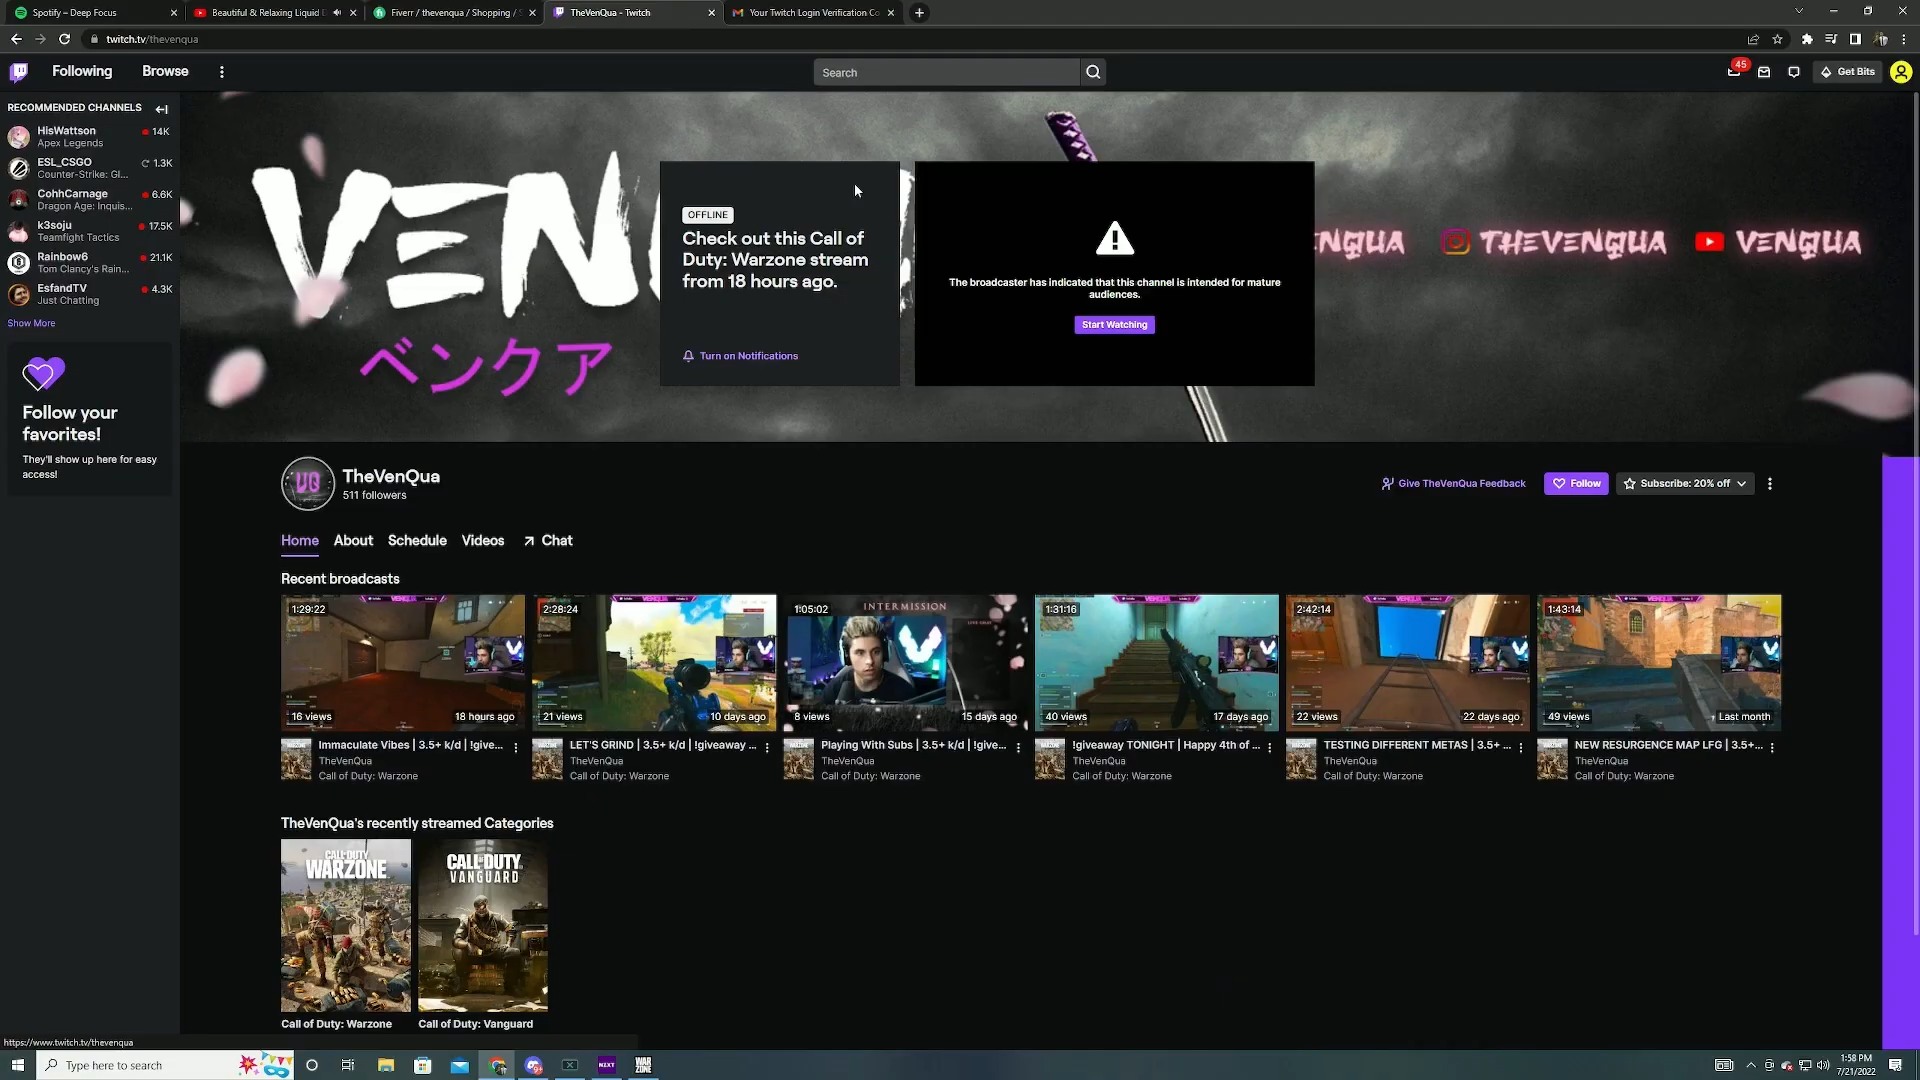 Spotify – Deep Focus
Beautiful & Relaxing Liquid D
Fiverr / thevenqua / Shopping / S
TheVenQua - Twitch
Your Twitch Login Verification Co
twitch.tv/thevenqua
Following
Browse
Search
45
Get Bits
RECOMMENDED CHANNELS
HisWattson
14K
Apex Legends
ESL_CSGO
1.3K
Counter-Strike: Gl...
CohhCarnage
6.6K
Dragon Age: Inquis...
k3soju
17.5K
Teamfight Tactics
Rainbow6
21.1K
Tom Clancy's Rain...
EsfandTV
4.3K
Just Chatting
Show More
Follow your
favorites!
They'll show up here for easy
access!
VEN
ベンクア
OFFLINE
Check out this Call of
Duty: Warzone stream
from 18 hours ago.
Turn on Notifications
The broadcaster has indicated that this channel is intended for mature
audiences.
Start Watching
NQUA
THEVENQUA
VENQUA
VQ
TheVenQua
511 followers
Give TheVenQua Feedback
Follow
Subscribe: 20% off
Home
About
Schedule
Videos
Chat
Recent broadcasts
1:29:22
16 views
18 hours ago
Immaculate Vibes | 3.5+ k/d | !give...
TheVenQua
Call of Duty: Warzone
2:28:24
21 views
10 days ago
LET'S GRIND | 3.5+ k/d | !giveaway ...
TheVenQua
Call of Duty: Warzone
1:05:02
INTERMISSION
8 views
15 days ago
Playing With Subs | 3.5+ k/d | !give...
TheVenQua
Call of Duty: Warzone
1:31:16
40 views
17 days ago
!giveaway TONIGHT | Happy 4th of ...
TheVenQua
Call of Duty: Warzone
2:42:14
22 views
22 days ago
TESTING DIFFERENT METAS | 3.5+ ...
TheVenQua
Call of Duty: Warzone
1:43:14
49 views
Last month
NEW RESURGENCE MAP LFG | 3.5+...
TheVenQua
Call of Duty: Warzone
TheVenQua's recently streamed Categories
CALL OF DUTY
WARZONE
CALL OF DUTY
VANGUARD
Call of Duty: Warzone
Call of Duty: Vanguard
https://www.twitch.tv/thevenqua
Type here to search
NZXT
WAR
ZONE
1:58 PM
7/21/2022